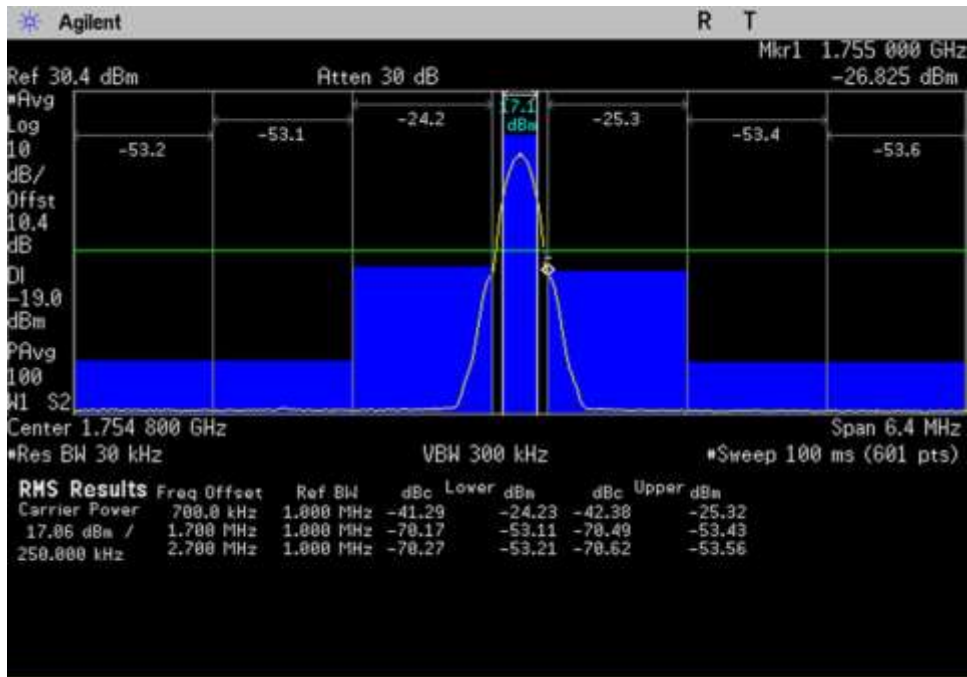 Agilent R T
Mkr1 1.755 000 GHz
Ref 30.4 dBm Atten 30 dB -26.825 dBm
#Avg
Log
10
dB/
Offst
10.4
dB
DI
-19.0
dBm
PAvg
100
W1 S2
17.1
dBm
-24.2 -25.3
-53.1 -53.4
-53.2 -53.6
Center 1.754 800 GHz Span 6.4 MHz
#Res BW 30 kHz VBW 300 kHz #Sweep 100 ms (601 pts)
RMS Results Freq Offset Ref BW dBc Lower dBm dBc Upper dBm
Carrier Power 700.0 kHz 1.000 MHz -41.29 -24.23 -42.38 -25.32
17.06 dBm / 1.700 MHz 1.000 MHz -70.17 -53.11 -70.49 -53.43
250.000 kHz 2.700 MHz 1.000 MHz -70.27 -53.21 -70.62 -53.56